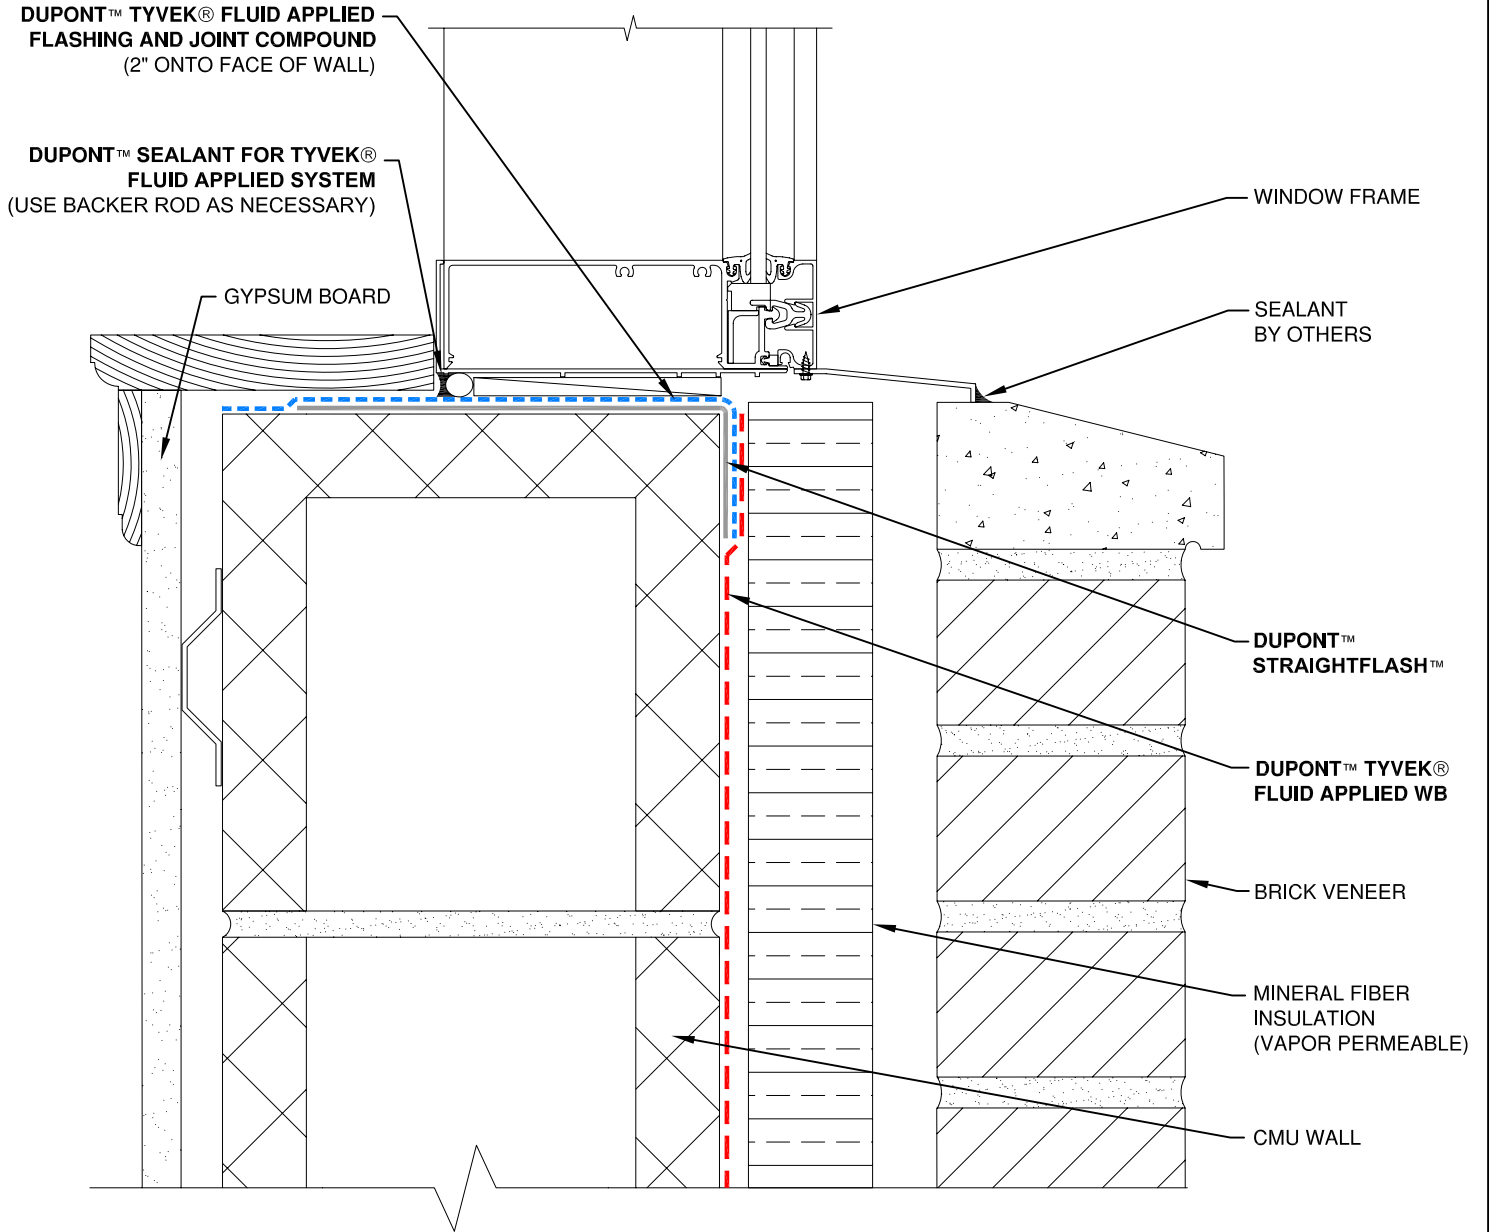 DUPONT™ TYVEK® FLUID APPLIED
FLASHING AND JOINT COMPOUND
(2" ONTO FACE OF WALL)
DUPONT™ SEALANT FOR TYVEK®
FLUID APPLIED SYSTEM
(USE BACKER ROD AS NECESSARY)
GYPSUM BOARD
WINDOW FRAME
SEALANT
BY OTHERS
DUPONT™
STRAIGHTFLASH™
DUPONT™ TYVEK®
FLUID APPLIED WB
BRICK VENEER
MINERAL FIBER
INSULATION
(VAPOR PERMEABLE)
CMU WALL